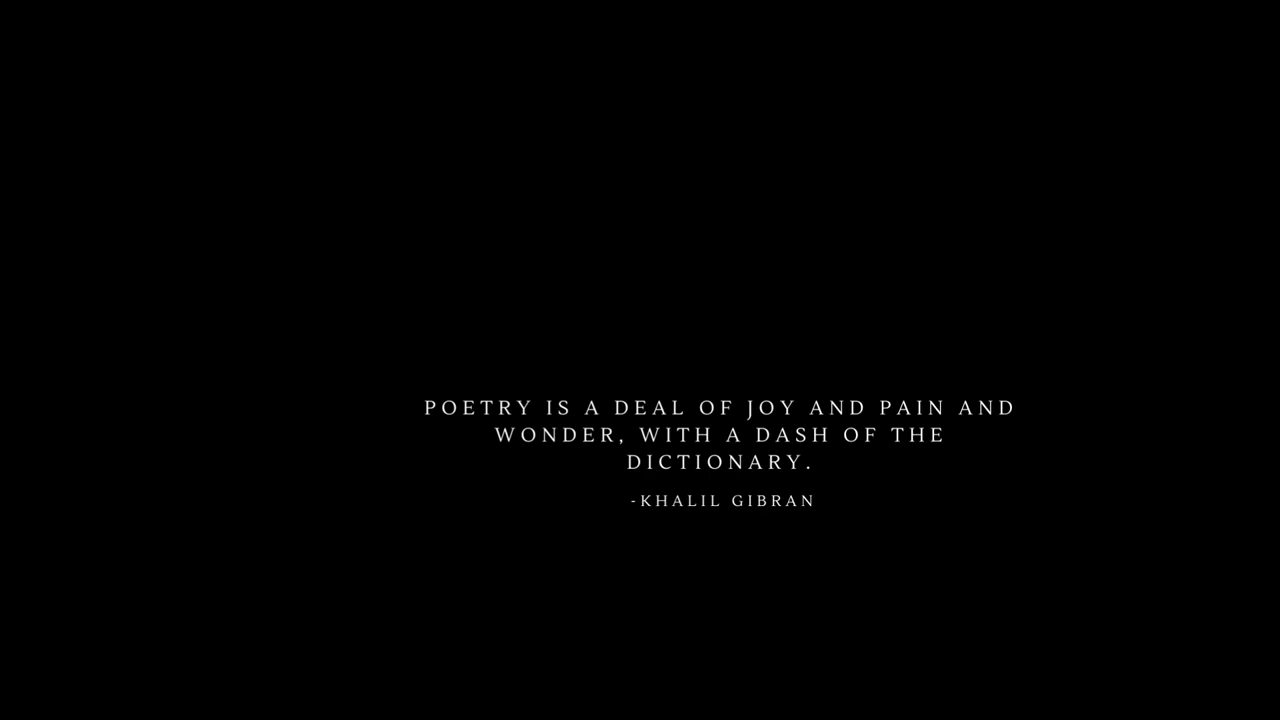 POETRY IS A DEAL OF JOY AND PAIN AND
WONDER, WITH A DASH OF THE
DICTIONARY.
-KHALIL GIBRAN